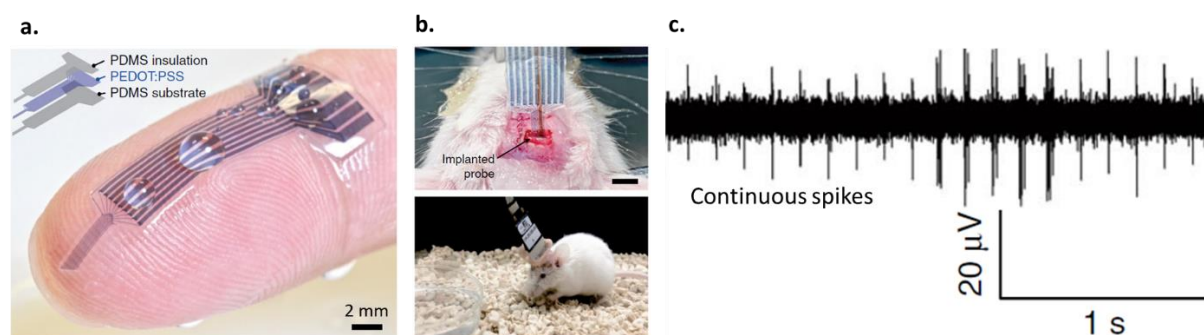 a.
PDMS insulation
PEDOT:PSS
PDMS substrate
2 mm
b.
Implanted
probe
c.
Continuous spikes
20 μV
1 s